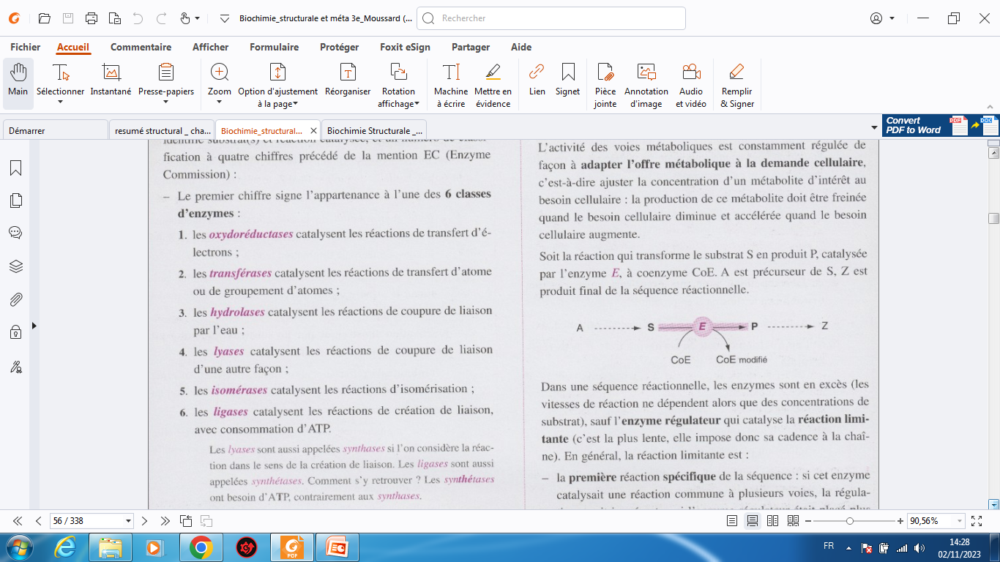 Biochimie_structurale et méta 3e_Moussard (...
Rechercher
Fichier
Accueil
Commentaire
Afficher
Formulaire
Protéger
Foxit eSign
Partager
Aide
Main
Sélectionner
Instantané
Presse-papiers
Zoom
Option d'ajustement
à la page
Réorganiser
Rotation
affichage
Machine
à écrire
Mettre en
évidence
Lien
Signet
Pièce
jointe
Annotation
d'image
Audio
et vidéo
Remplir
& Signer
Démarrer
resumé structural _ cha...
Biochimie_structural...
Biochimie Structurale _...
Convert
PDF to Word
PDF
DOC
identifie substrat(s) et réaction catalysée, et un numéro de classi-
fication à quatre chiffres précédé de la mention EC (Enzyme
Commission) :
– Le premier chiffre signe l'appartenance à l'une des 6 classes
d'enzymes :
1. les oxydoréductases catalysent les réactions de transfert d'é-
lectrons ;
2. les transférases catalysent les réactions de transfert d'atome
ou de groupement d'atomes ;
3. les hydrolases catalysent les réactions de coupure de liaison
par l'eau ;
4. les lyases catalysent les réactions de coupure de liaison
d'une autre façon ;
5. les isomérases catalysent les réactions d'isomérisation ;
6. les ligases catalysent les réactions de création de liaison,
avec consommation d'ATP.
Les lyases sont aussi appelées synthases si l'on considère la réac-
tion dans le sens de la création de liaison. Les ligases sont aussi
appelées synthétases. Comment s'y retrouver ? Les synthétases
ont besoin d'ATP, contrairement aux synthases.
L'activité des voies métaboliques est constamment régulée de
façon à adapter l'offre métabolique à la demande cellulaire,
c'est-à-dire ajuster la concentration d'un métabolite d'intérêt au
besoin cellulaire : la production de ce métabolite doit être freinée
quand le besoin cellulaire diminue et accélérée quand le besoin
cellulaire augmente.
Soit la réaction qui transforme le substrat S en produit P, catalysée
par l'enzyme E, à coenzyme CoE. A est précurseur de S, Z est
produit final de la séquence réactionnelle.
A S E P Z
CoE CoE modifié
Dans une séquence réactionnelle, les enzymes sont en excès (les
vitesses de réaction ne dépendent alors que des concentrations de
substrat), sauf l'enzyme régulateur qui catalyse la réaction limi-
tante (c'est la plus lente, elle impose donc sa cadence à la chaî-
ne). En général, la réaction limitante est :
– la première réaction spécifique de la séquence : si cet enzyme
catalysait une réaction commune à plusieurs voies, la régula-
56 / 338
90,56%
PDF
FR
14:28
02/11/2023